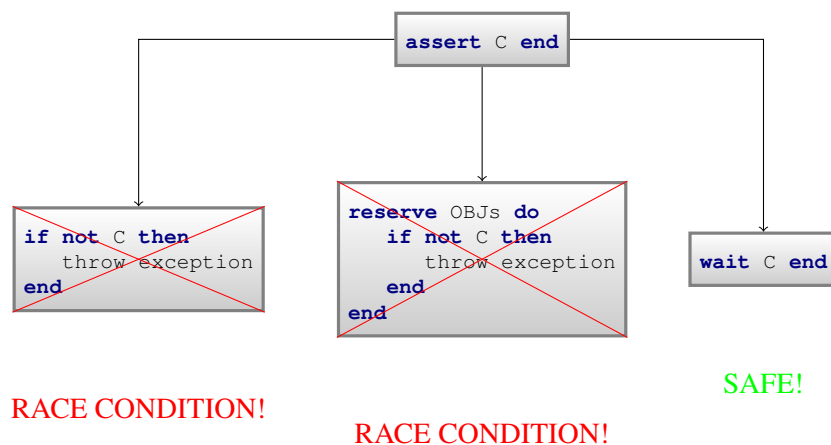 assert C end
if not C then
throw exception
end
reserve OBJs do
if not C then
throw exception
end
end
wait C end
SAFE!
RACE CONDITION!
RACE CONDITION!